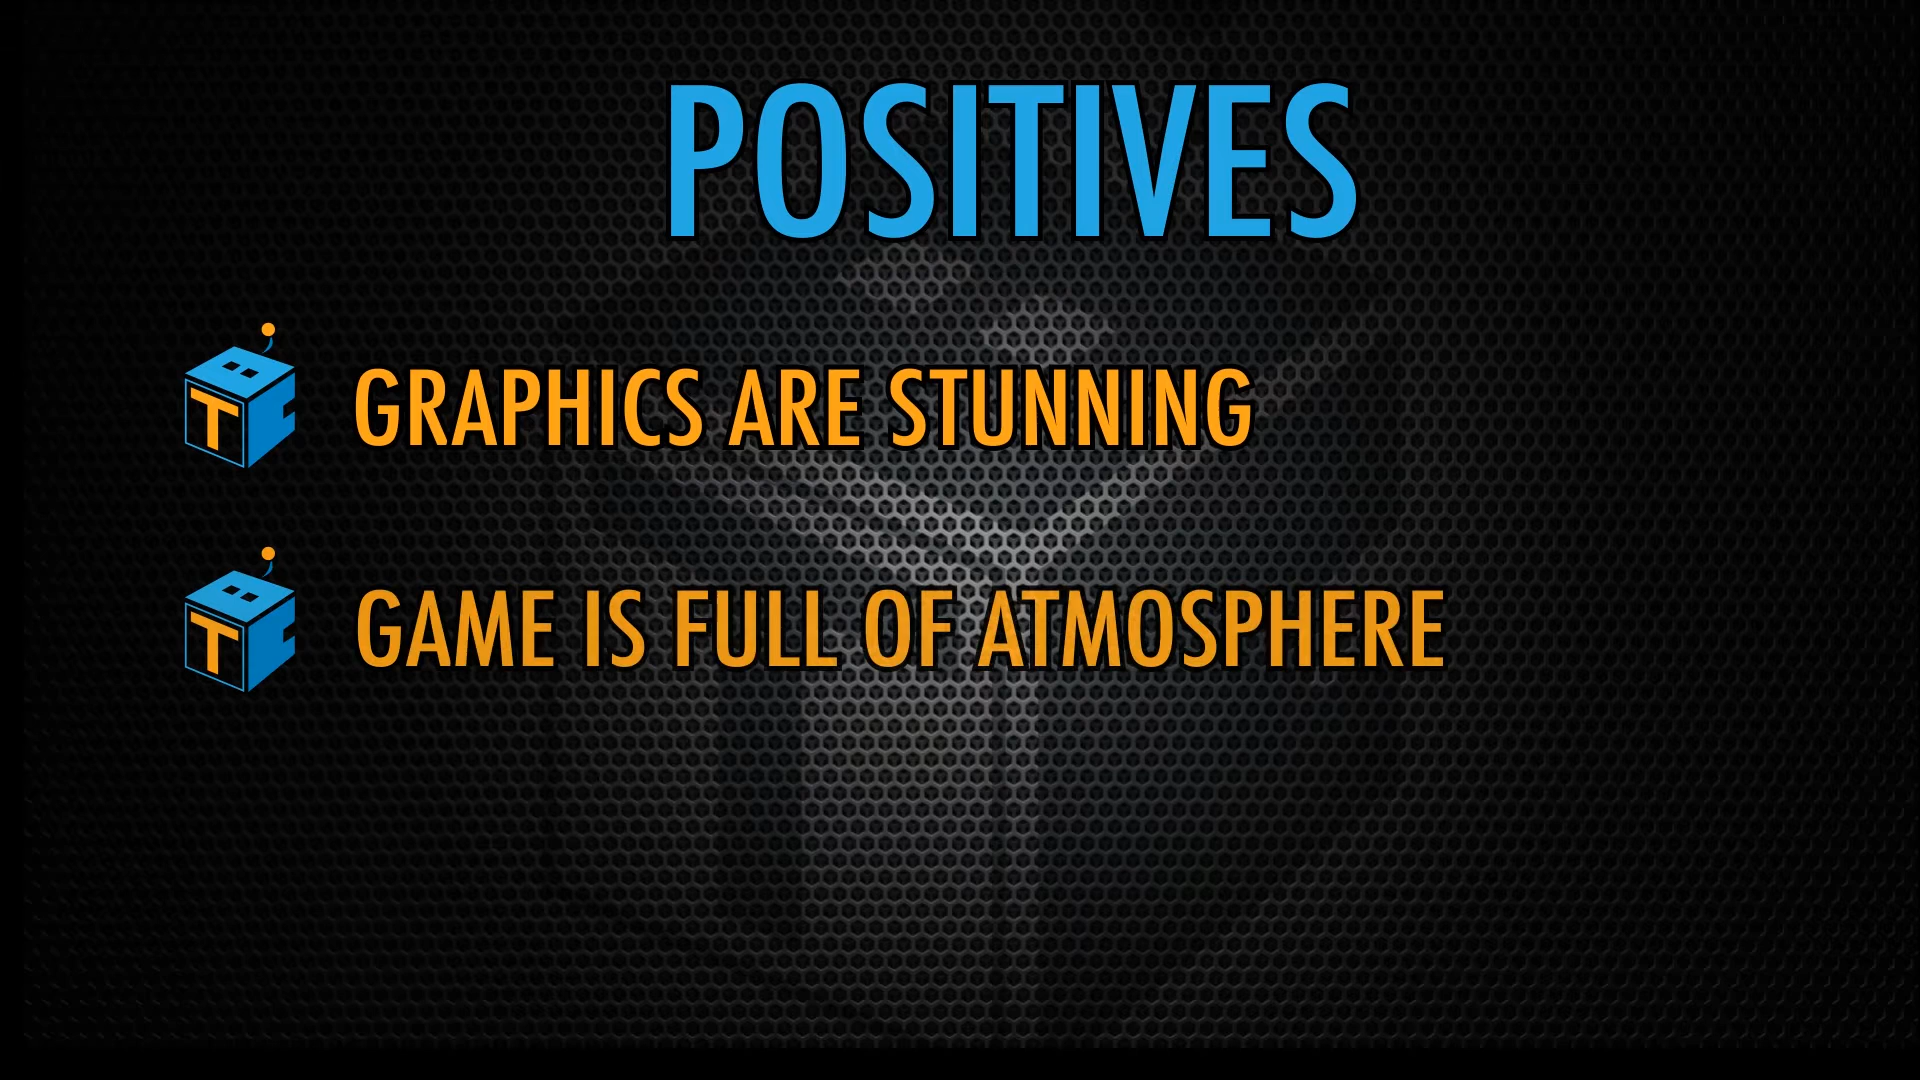 POSITIVES
T
GRAPHICS ARE STUNNING
T
GAME IS FULL OF ATMOSPHERE